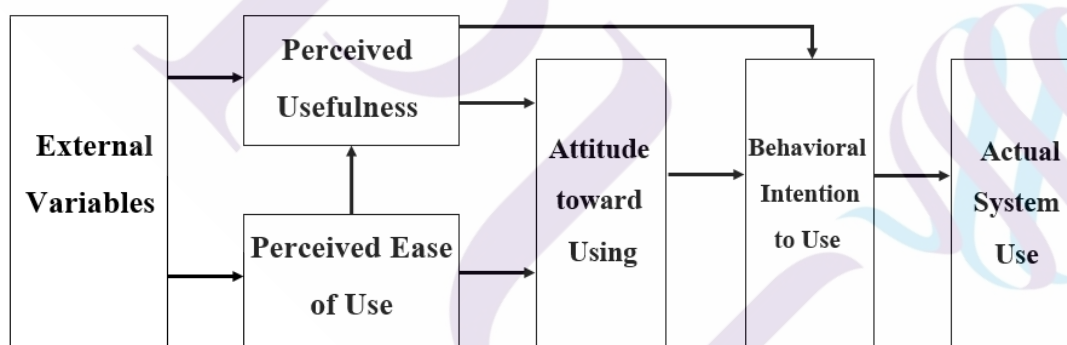 External
Variables
Perceived
Usefulness
Perceived Ease
of Use
Attitude
toward
Using
Behavioral
Intention
to Use
Actual
System
Use